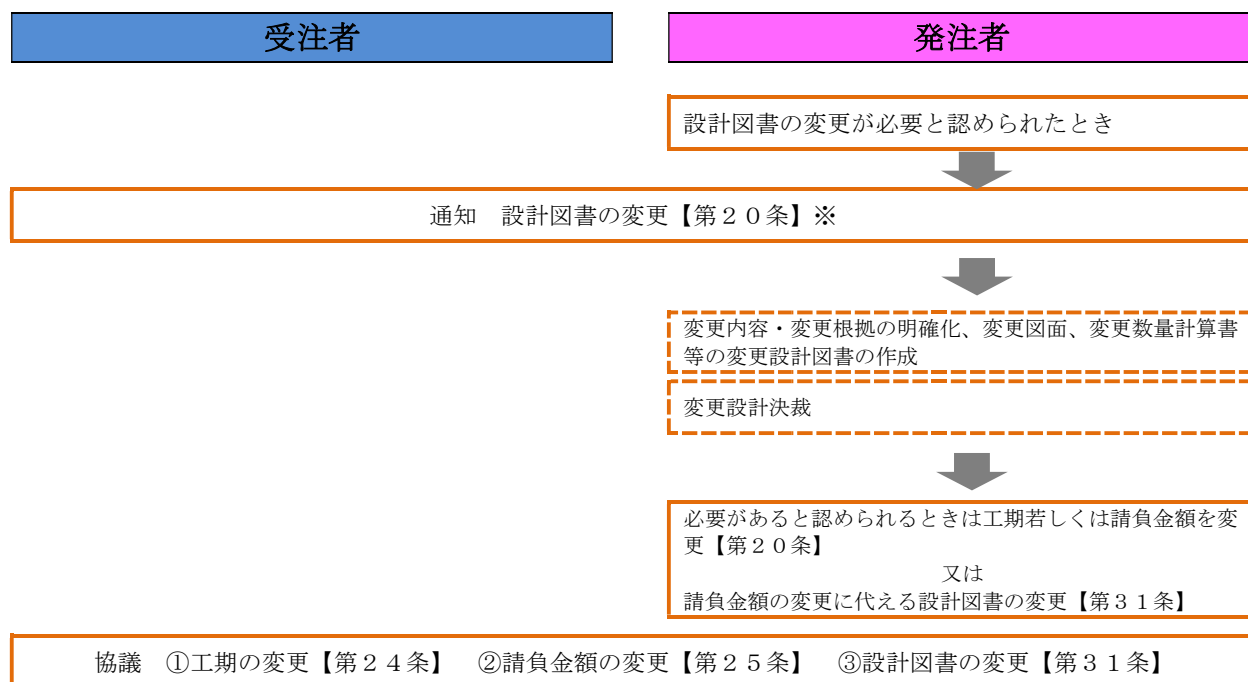 受注者
発注者
設計図書の変更が必要と認められたとき
通知　設計図書の変更【第２０条】※
変更内容・変更根拠の明確化、変更図面、変更数量計算書
等の変更設計図書の作成
変更設計決裁
必要があると認められるときは工期若しくは請負金額を変
更【第２０条】
又は
請負金額の変更に代える設計図書の変更【第３１条】
協議　①工期の変更【第２４条】　②請負金額の変更【第２５条】　③設計図書の変更【第３１条】